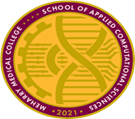 MEHARRY MEDICAL COLLEGE
SCHOOL OF APPLIED COMPUTATIONAL SCIENCES
• 2021 •